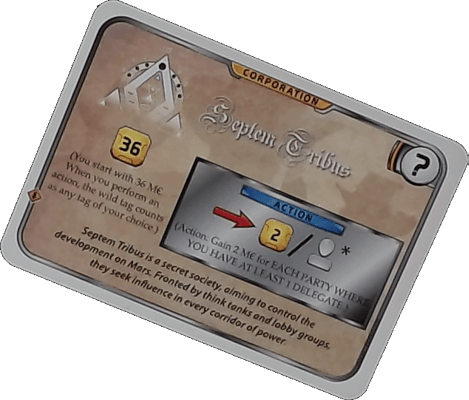 CORPORATION
Septem Tribus
?
36
(You start with 36 M€.
When you perform an
action, the wild tag counts
as any tag of your choice.)
ACTION
2 / *
(Action: Gain 2 M€ for EACH PARTY WHERE
YOU HAVE AT LEAST 1 DELEGATE.)
Septem Tribus is a secret society, aiming to control the
development on Mars. Fronted by think tanks and lobby groups,
they seek influence in every corridor of power.